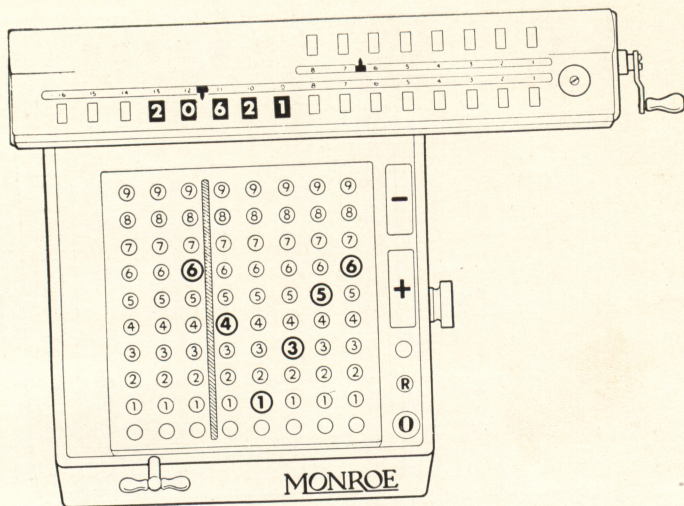 8 7 6 5 4 3 2 1
16 15 14 13 12 11 10 9 8 7 6 5 4 3 2 1
2 0 6 2 1
9 9 9 9 9 9 9 9
8 8 8 8 8 8 8 8 −
7 7 7 7 7 7 7 7
6 6 6 6 6 6 6 6
5 5 5 5 5 5 5 5 +
4 4 4 4 4 4 4 4
3 3 3 3 3 3 3 3
2 2 2 2 2 2 2 2 R
1 1 1 1 1 1 1 1
0
MONROE